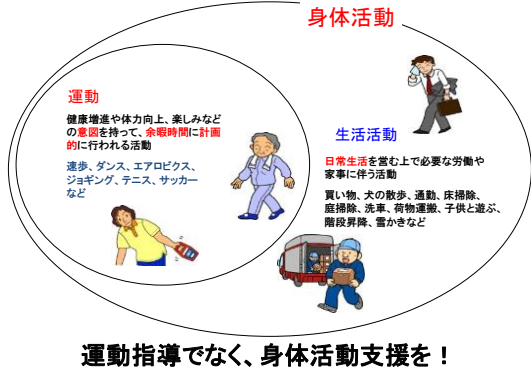 身体活動
運動
健康増進や体力向上、楽しみなど
の意図を持って、余暇時間に計画
的に行われる活動
速歩、ダンス、エアロビクス、
ジョギング、テニス、サッカー
など
生活活動
日常生活を営む上で必要な労働や
家事に伴う活動
買い物、犬の散歩、通勤、床掃除、
庭掃除、洗車、荷物運搬、子供と遊ぶ、
階段昇降、雪かきなど
運動指導でなく、身体活動支援を！